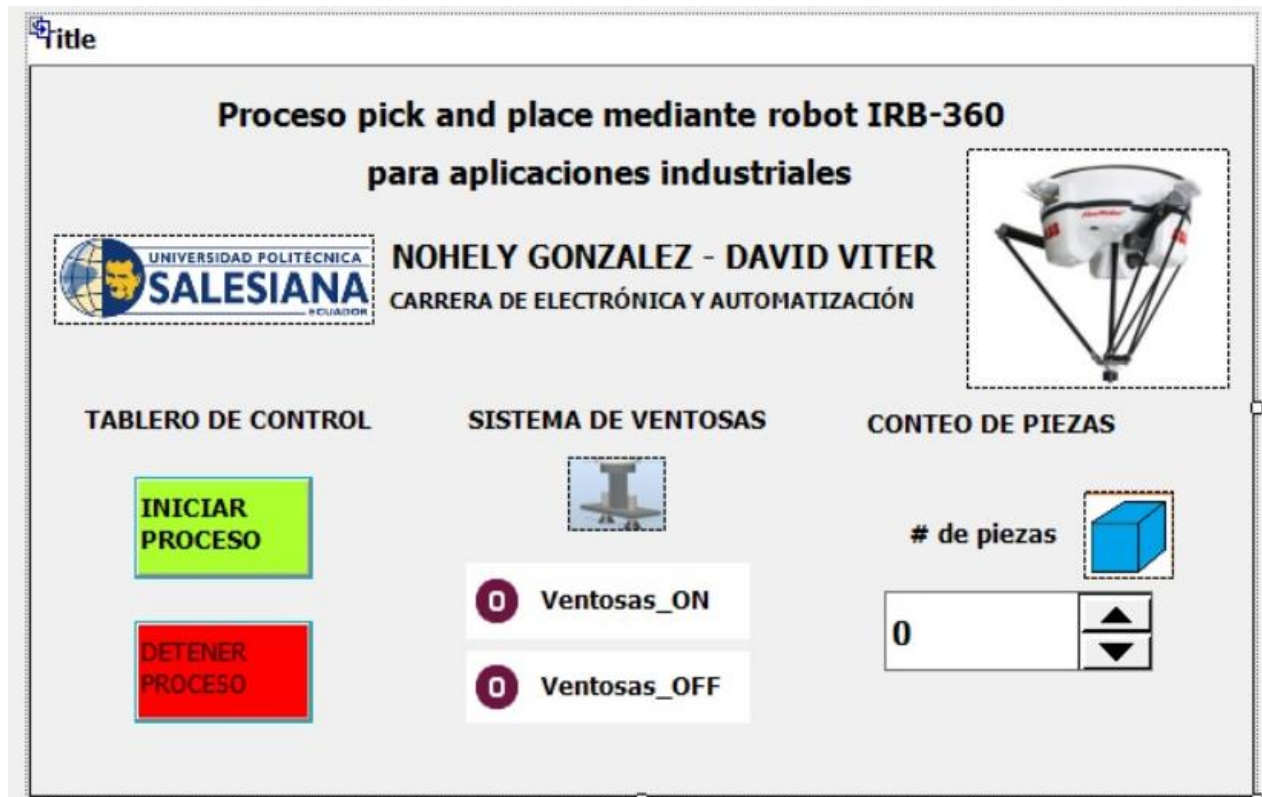 Title
Proceso pick and place mediante robot IRB-360
para aplicaciones industriales
UNIVERSIDAD POLITÉCNICA
SALESIANA
ECUADOR
NOHELY GONZALEZ - DAVID VITER
CARRERA DE ELECTRÓNICA Y AUTOMATIZACIÓN
TABLERO DE CONTROL
SISTEMA DE VENTOSAS
CONTEO DE PIEZAS
INICIAR
PROCESO
DETENER
PROCESO
0 Ventosas_ON
0 Ventosas_OFF
# de piezas
0